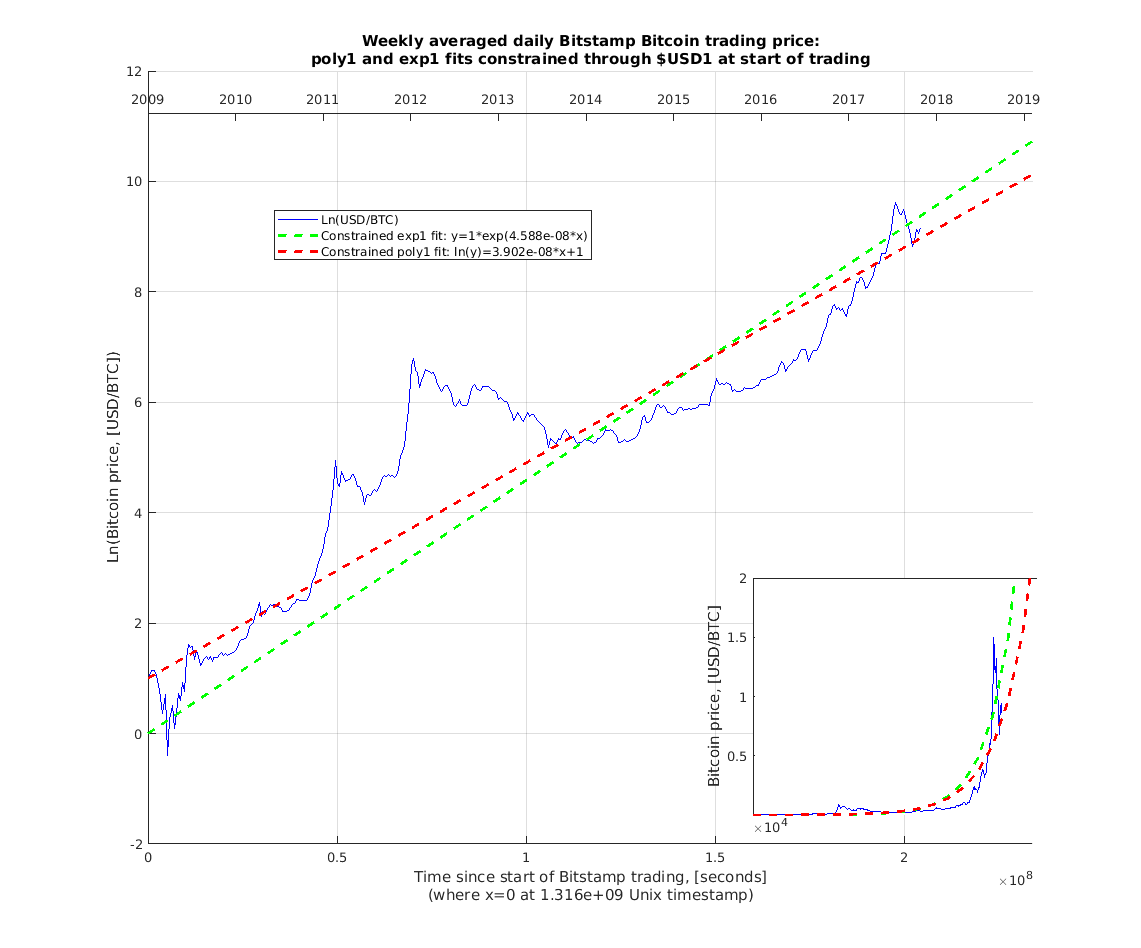 Weekly averaged daily Bitstamp Bitcoin trading price:
poly1 and exp1 fits constrained through $USD1 at start of trading
12
2009 2010 2011 2012 2013 2014 2015 2016 2017 2018 2019
10
Ln(USD/BTC)
Constrained exp1 fit: y=1*exp(4.588e-08*x)
Constrained poly1 fit: ln(y)=3.902e-08*x+1
8
6
4
2
0
-2
Ln(Bitcoin price, [USD/BTC])
2
1.5
1
0.5
Bitcoin price, [USD/BTC]
×10^4
0 0.5 1 1.5 2
×10^8
Time since start of Bitstamp trading, [seconds]
(where x=0 at 1.316e+09 Unix timestamp)